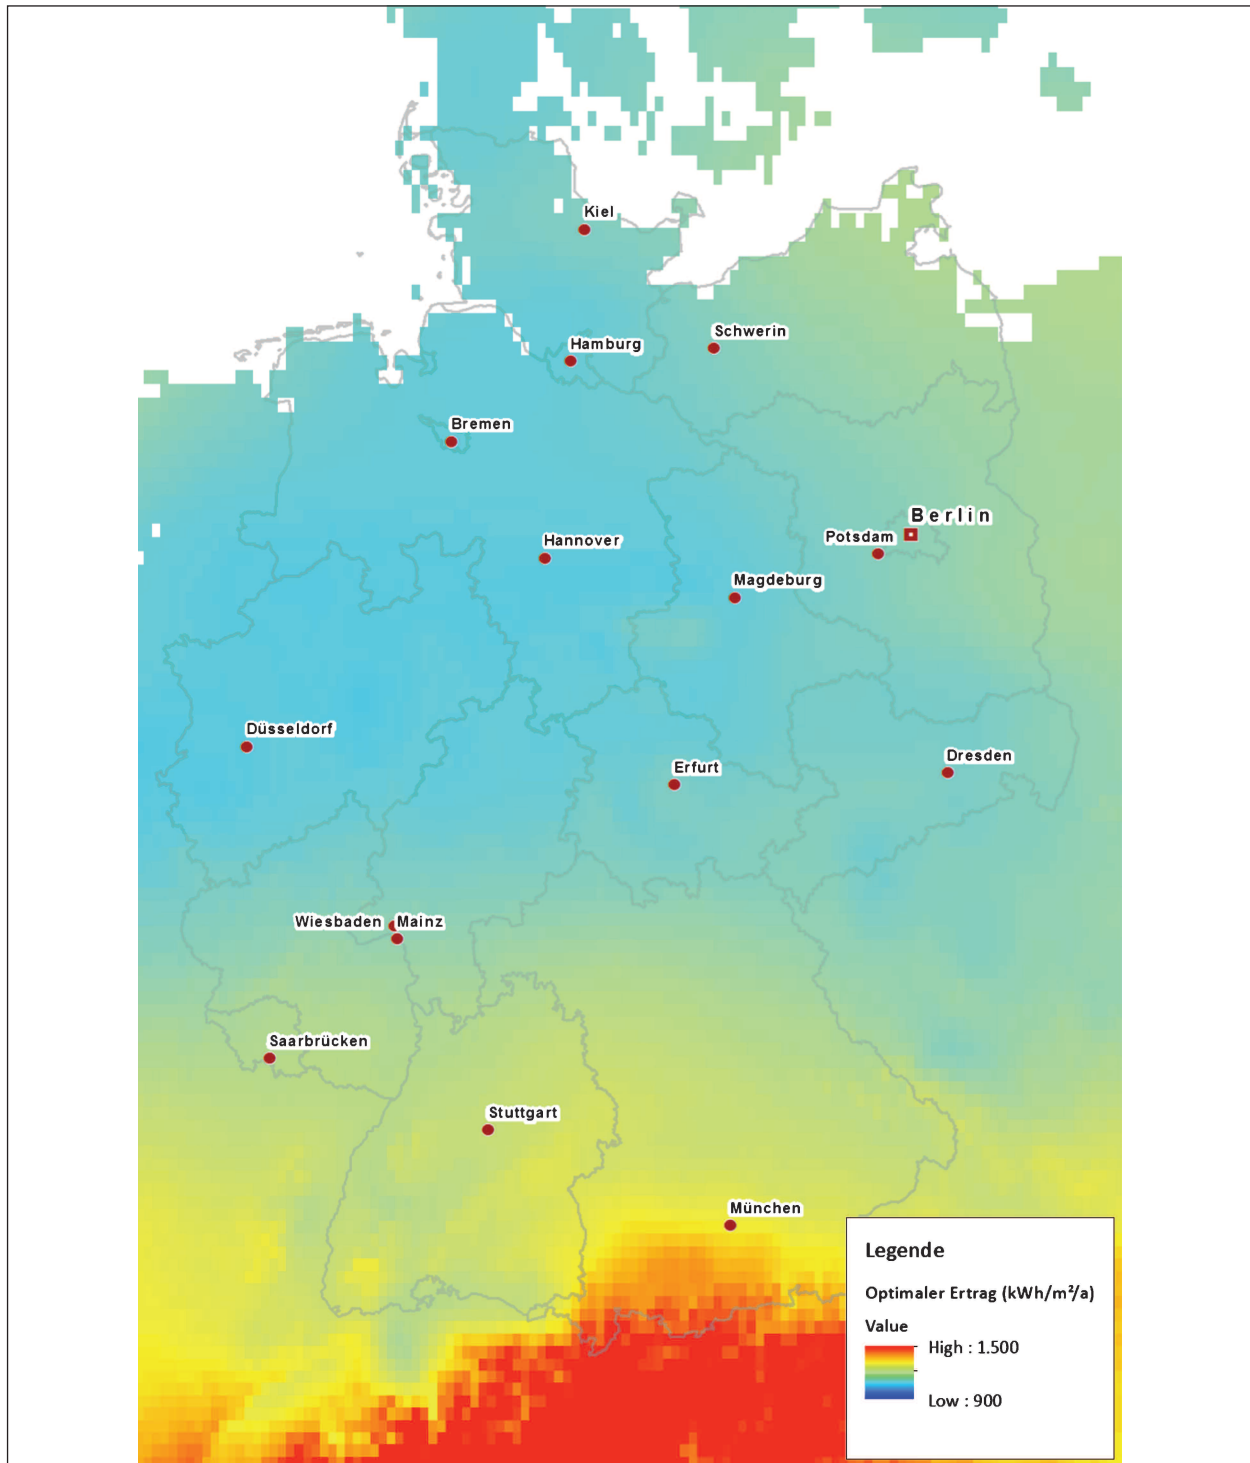 Kiel
Schwerin
Hamburg
Bremen
Berlin
Hannover
Potsdam
Magdeburg
Düsseldorf
Dresden
Erfurt
Wiesbaden
Mainz
Saarbrücken
Stuttgart
München
Legende
Optimaler Ertrag (kWh/m²/a)
Value
High : 1.500
Low : 900